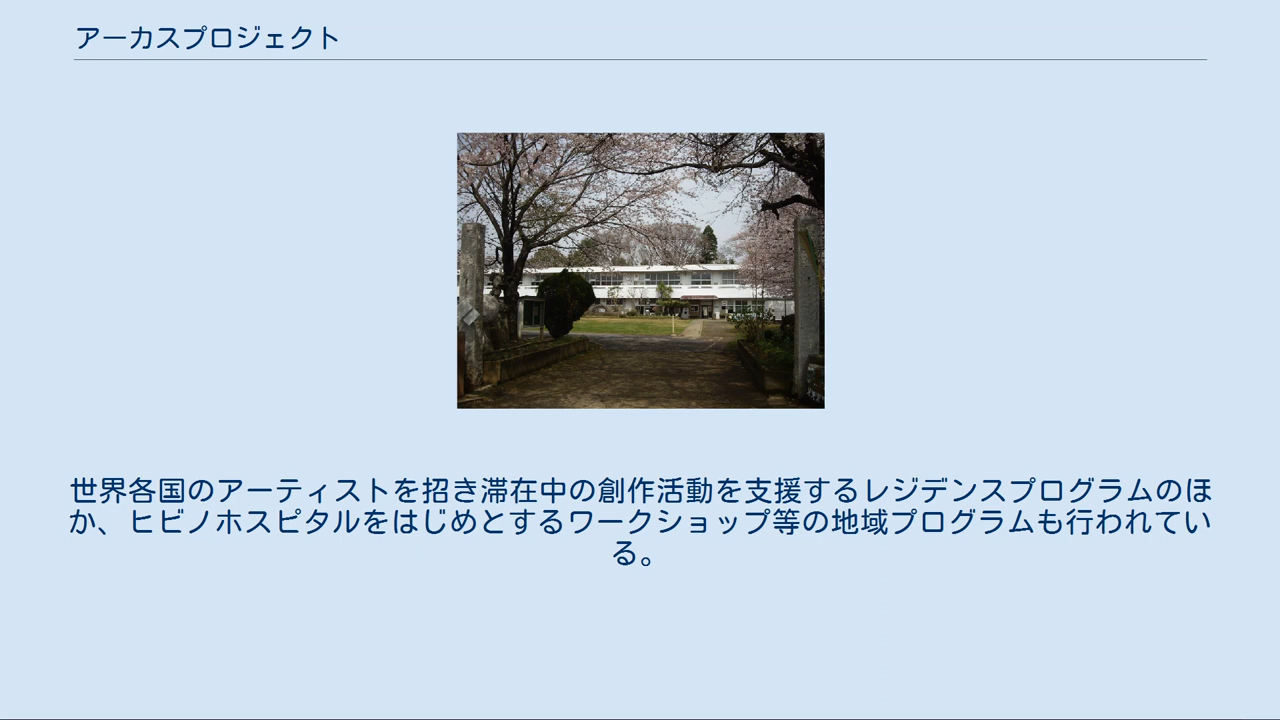 アーカスプロジェクト
世界各国のアーティストを招き滞在中の創作活動を支援するレジデンスプログラムのほ
か、ヒビノホスピタルをはじめとするワークショップ等の地域プログラムも行われてい
る。